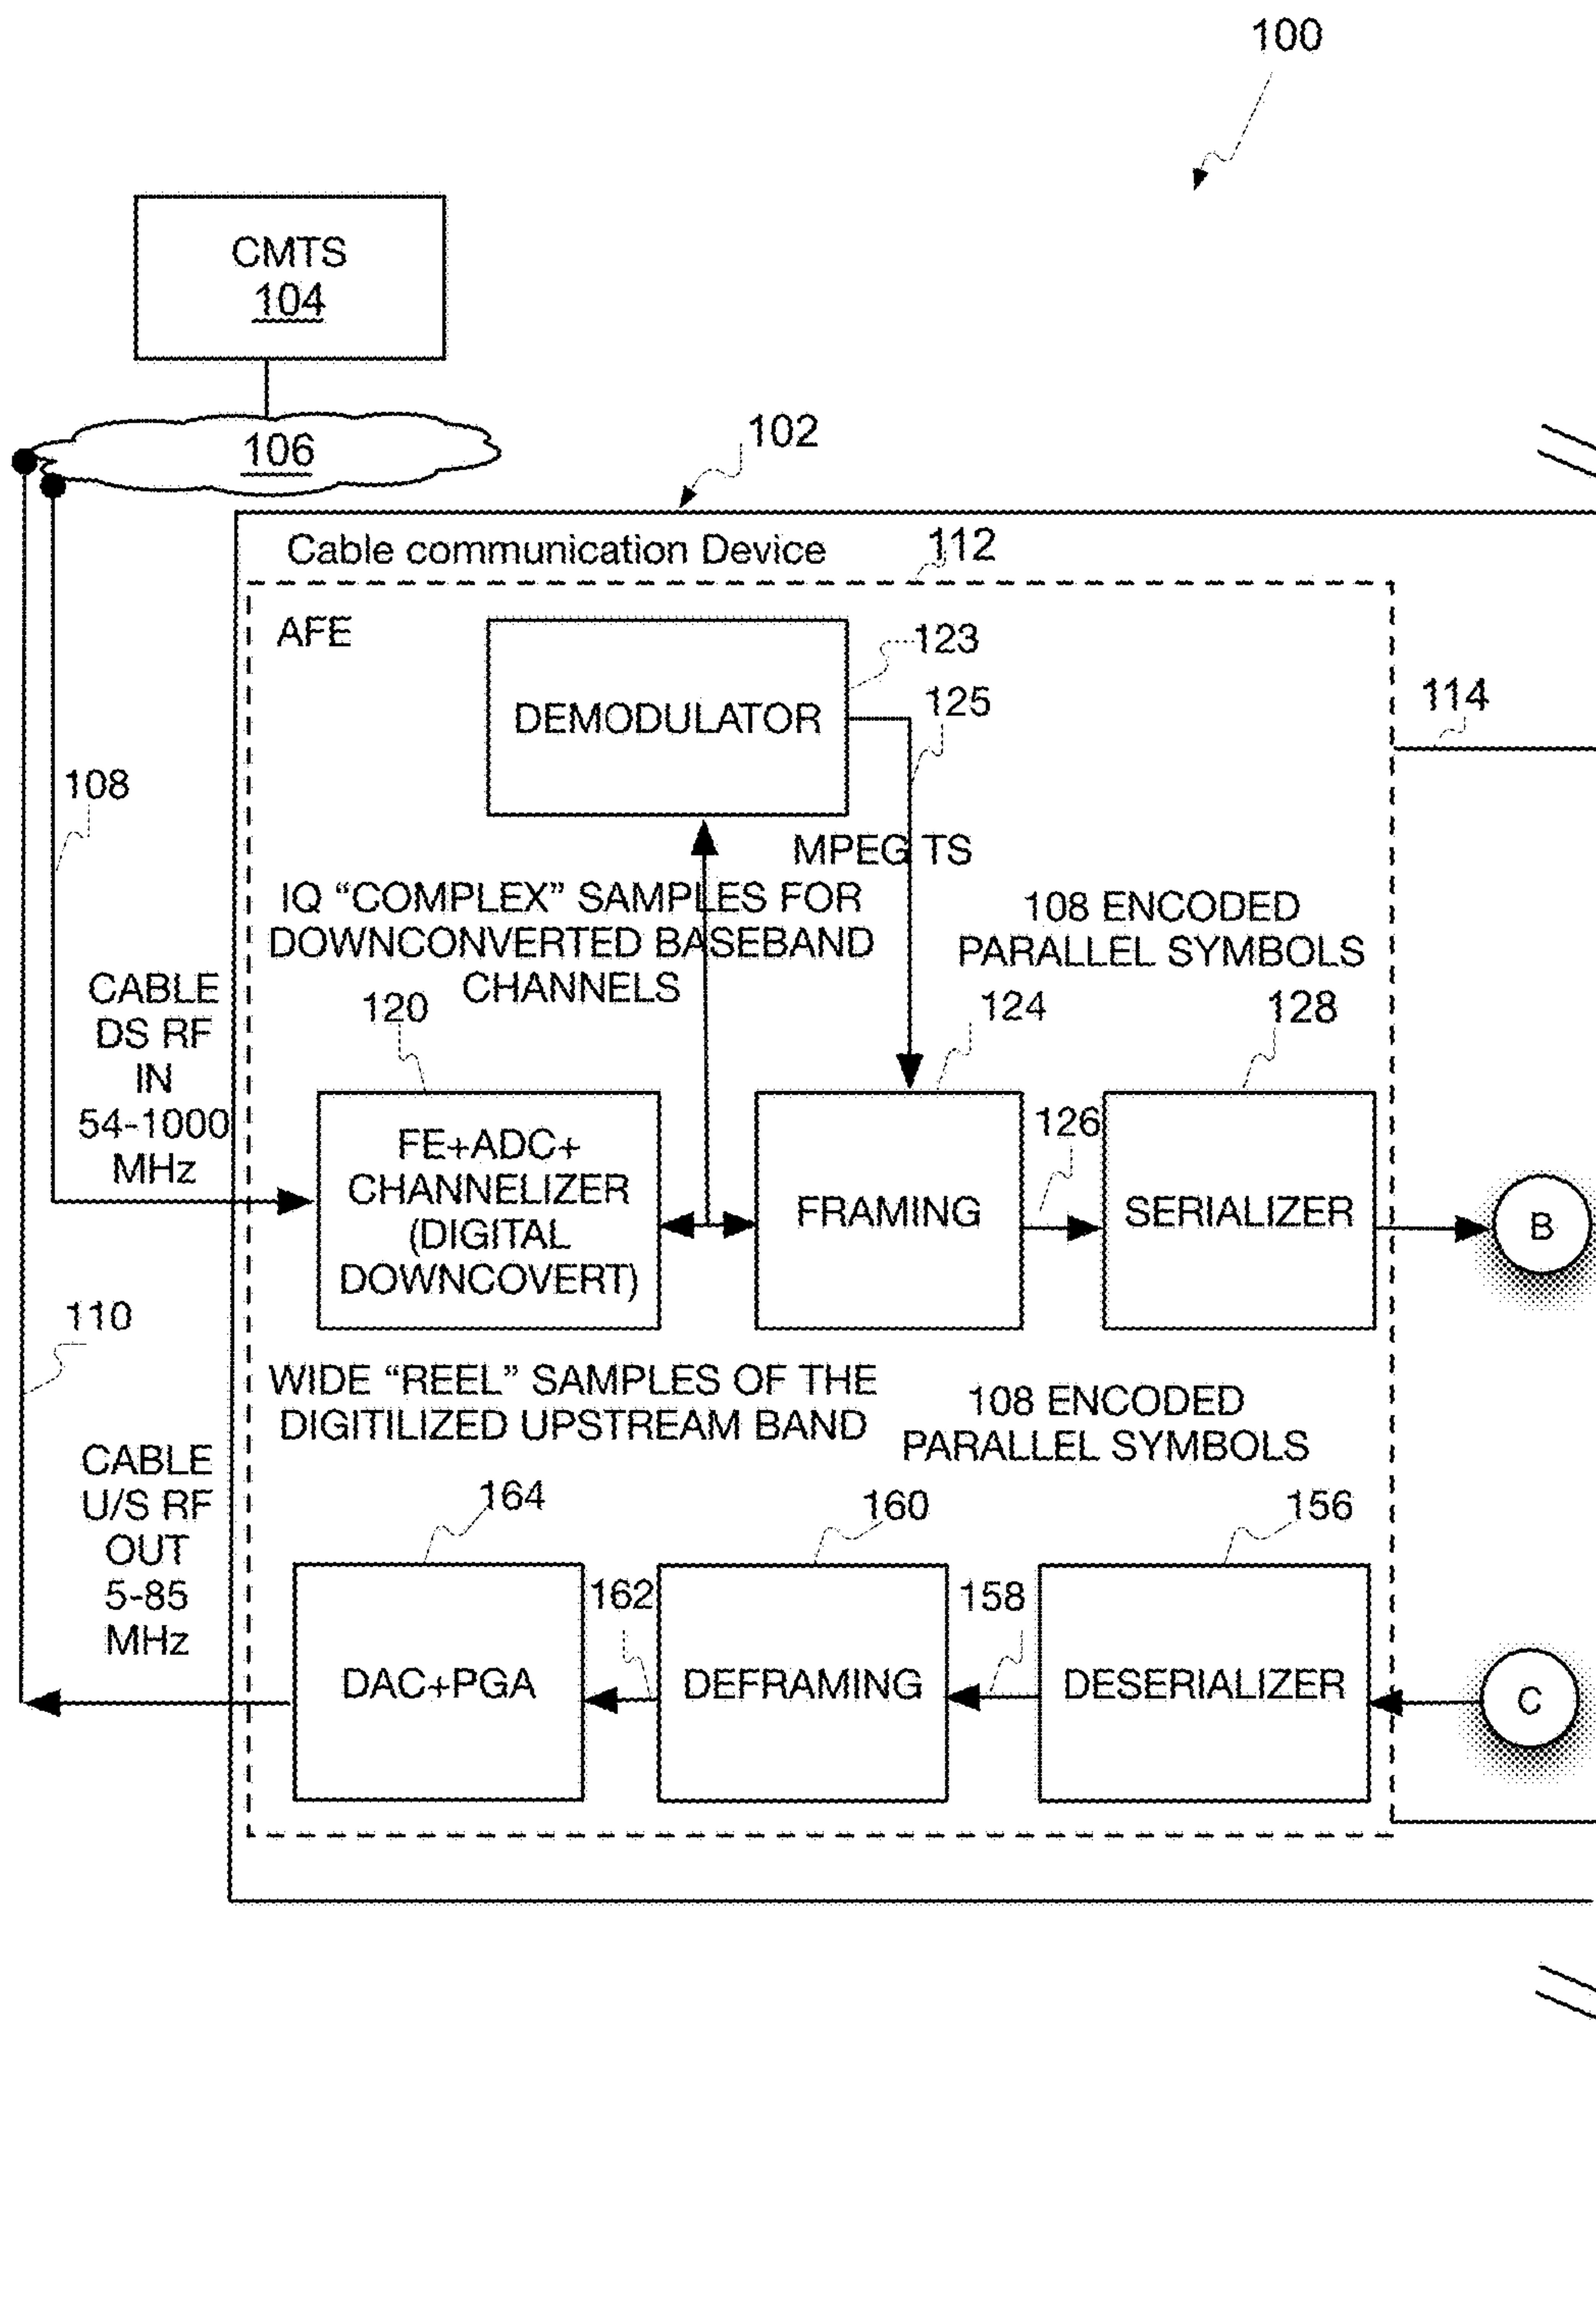 100
CMTS
104
106
102
Cable communication Device
112
AFE
123
DEMODULATOR
125
114
108
MPEG TS
IQ “COMPLEX” SAMPLES FOR
DOWNCONVERTED BASEBAND
CHANNELS
108 ENCODED
PARALLEL SYMBOLS
CABLE
DS RF
IN
54-1000
MHz
120
124
128
FE+ADC+
CHANNELIZER
(DIGITAL
DOWNCOVERT)
FRAMING
126
SERIALIZER
B
110
WIDE “REEL” SAMPLES OF THE
DIGITILIZED UPSTREAM BAND
108 ENCODED
PARALLEL SYMBOLS
CABLE
U/S RF
OUT
5-85
MHz
164
160
156
DAC+PGA
162
DEFRAMING
158
DESERIALIZER
C